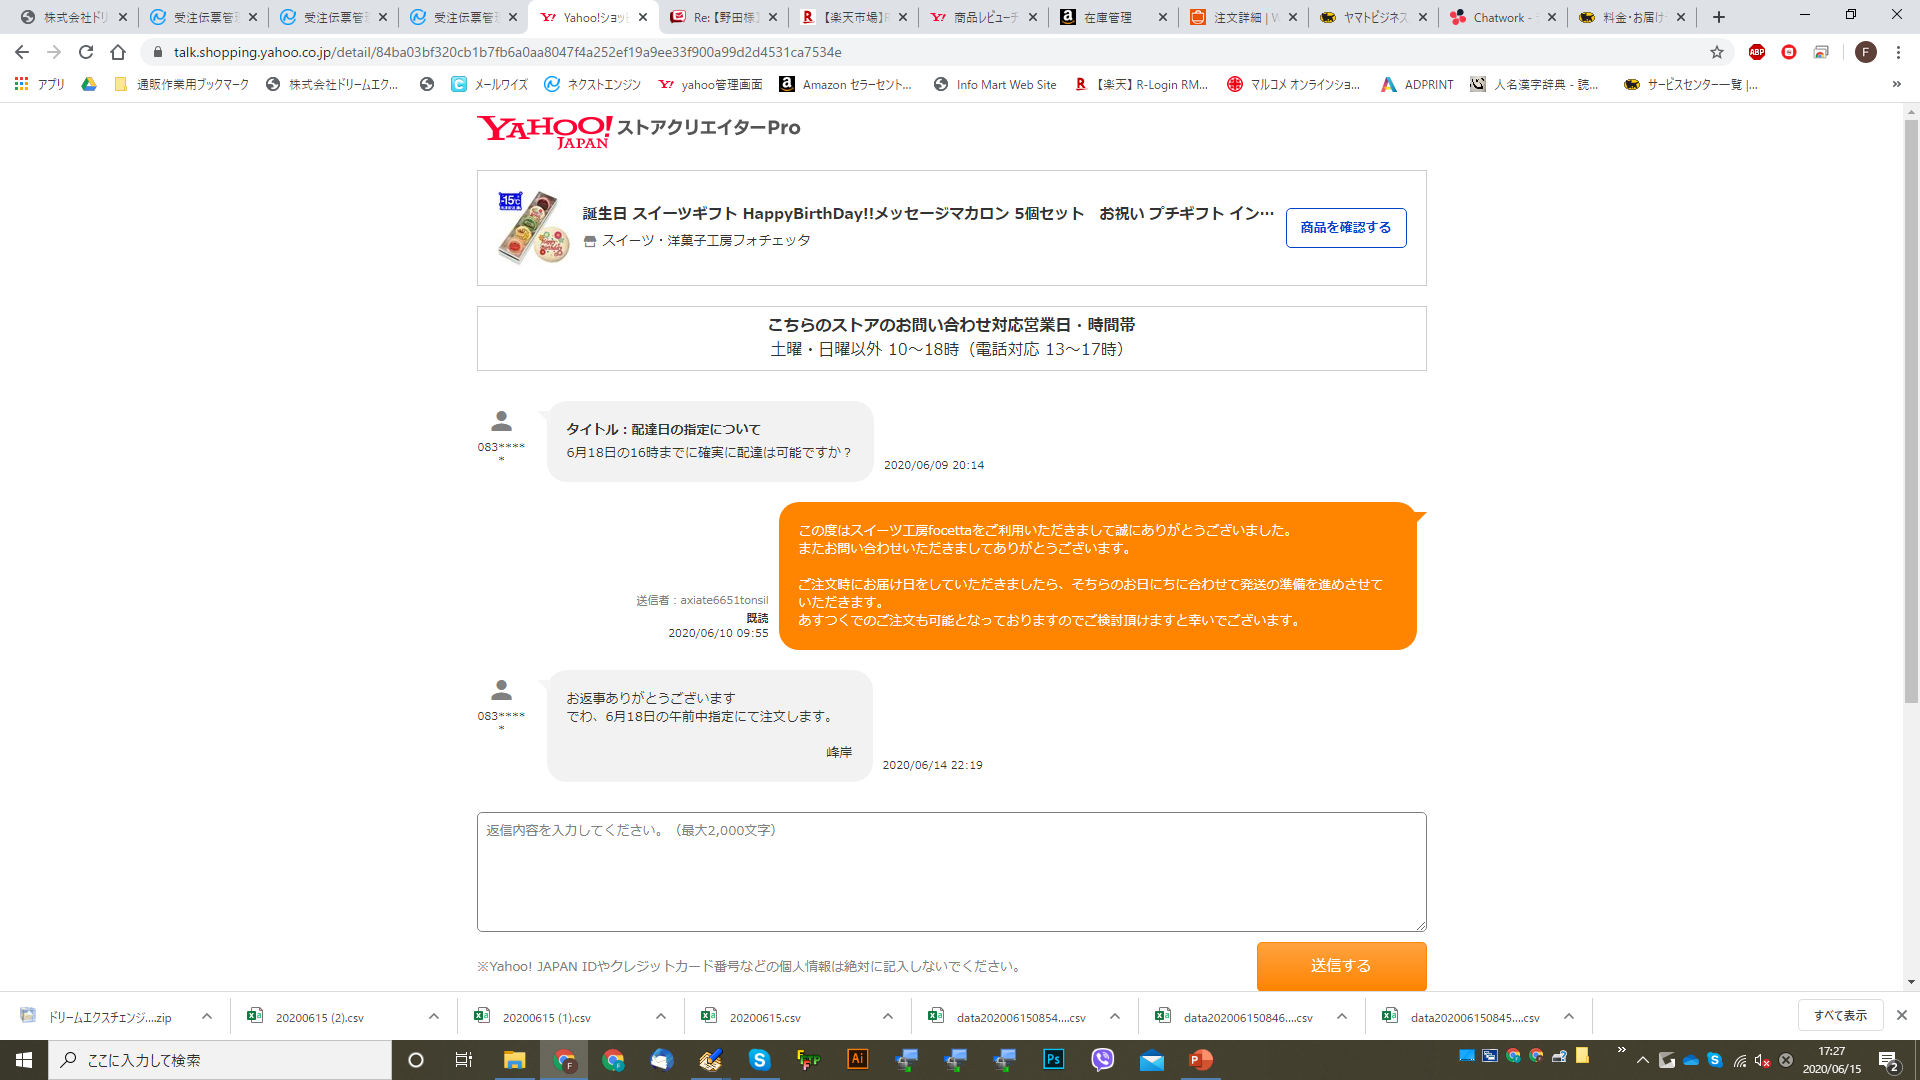 株式会社ドリ
受注伝票管理
受注伝票管理
受注伝票管理
Yahoo!ショッピ
Re:【野田様】
【楽天市場】R
商品レビューチ
在庫管理
注文詳細 | W
ヤマトビジネス
Chatwork - チ
料金・お届け
talk.shopping.yahoo.co.jp/detail/84ba03bf320cb1b7fb6a0aa8047f4a252ef19a9ee33f900a99d2d4531ca7534e
ABP
F
アプリ
通販作業用ブックマーク
株式会社ドリームエク...
メールワイズ
ネクストエンジン
yahoo管理画面
Amazon セラーセント...
Info Mart Web Site
【楽天】 R-Login RM...
マルコメ オンラインショ...
ADPRINT
人名漢字辞典 - 読...
サービスセンター一覧 |...
YAHOO! JAPAN ストアクリエイターPro
-15℃
誕生日 スイーツギフト HappyBirthDay!!メッセージマカロン 5個セット　お祝い プチギフト イン…
スイーツ・洋菓子工房フォチェッタ
商品を確認する
こちらのストアのお問い合わせ対応営業日・時間帯
土曜・日曜以外 10〜18時（電話対応 13〜17時）
083****
*
タイトル：配達日の指定について
6月18日の16時までに確実に配達は可能ですか？
2020/06/09 20:14
この度はスイーツ工房focettaをご利用いただきまして誠にありがとうございました。
またお問い合わせいただきましてありがとうございます。
ご注文時にお届け日をしていただきましたら、そちらのお日にちに合わせて発送の準備を進めさせて
いただきます。
あすつくでのご注文も可能となっておりますのでご検討頂けますと幸いでございます。
送信者：axiate6651tonsil
既読
2020/06/10 09:55
083****
*
お返事ありがとうございます
でわ、6月18日の午前中指定にて注文します。
峰岸
2020/06/14 22:19
返信内容を入力してください。（最大2,000文字）
※Yahoo! JAPAN IDやクレジットカード番号などの個人情報は絶対に記入しないでください。
送信する
ドリームエクスチェンジ....zip
20200615 (2).csv
20200615 (1).csv
20200615.csv
data202006150854....csv
data202006150846....csv
data202006150845....csv
すべて表示
ここに入力して検索
17:27
2020/06/15
2